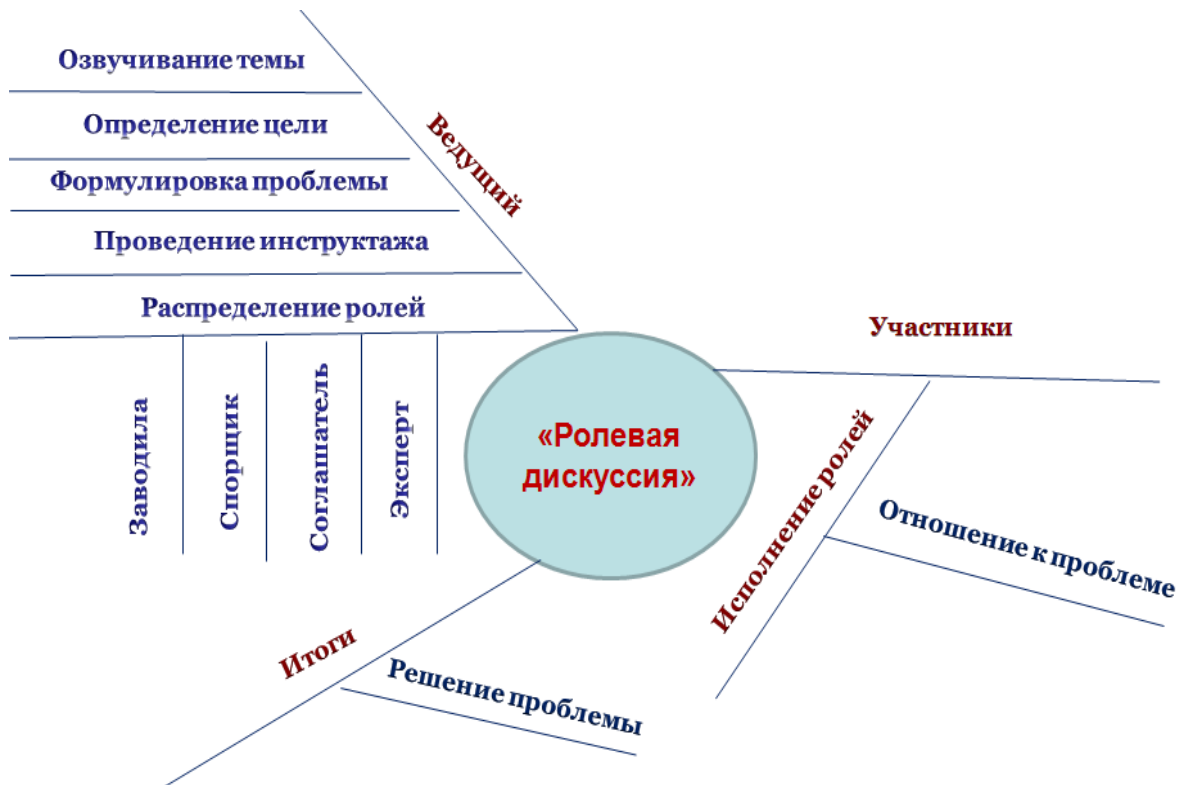 Озвучивание темы
Определение цели
Формулировка проблемы
Проведение инструктажа
Распределение ролей
Ведущий
Заводила
Спорщик
Соглашатель
Эксперт
«Ролевая
дискуссия»
Участники
Исполнение ролей
Отношение к проблеме
Итоги
Решение проблемы